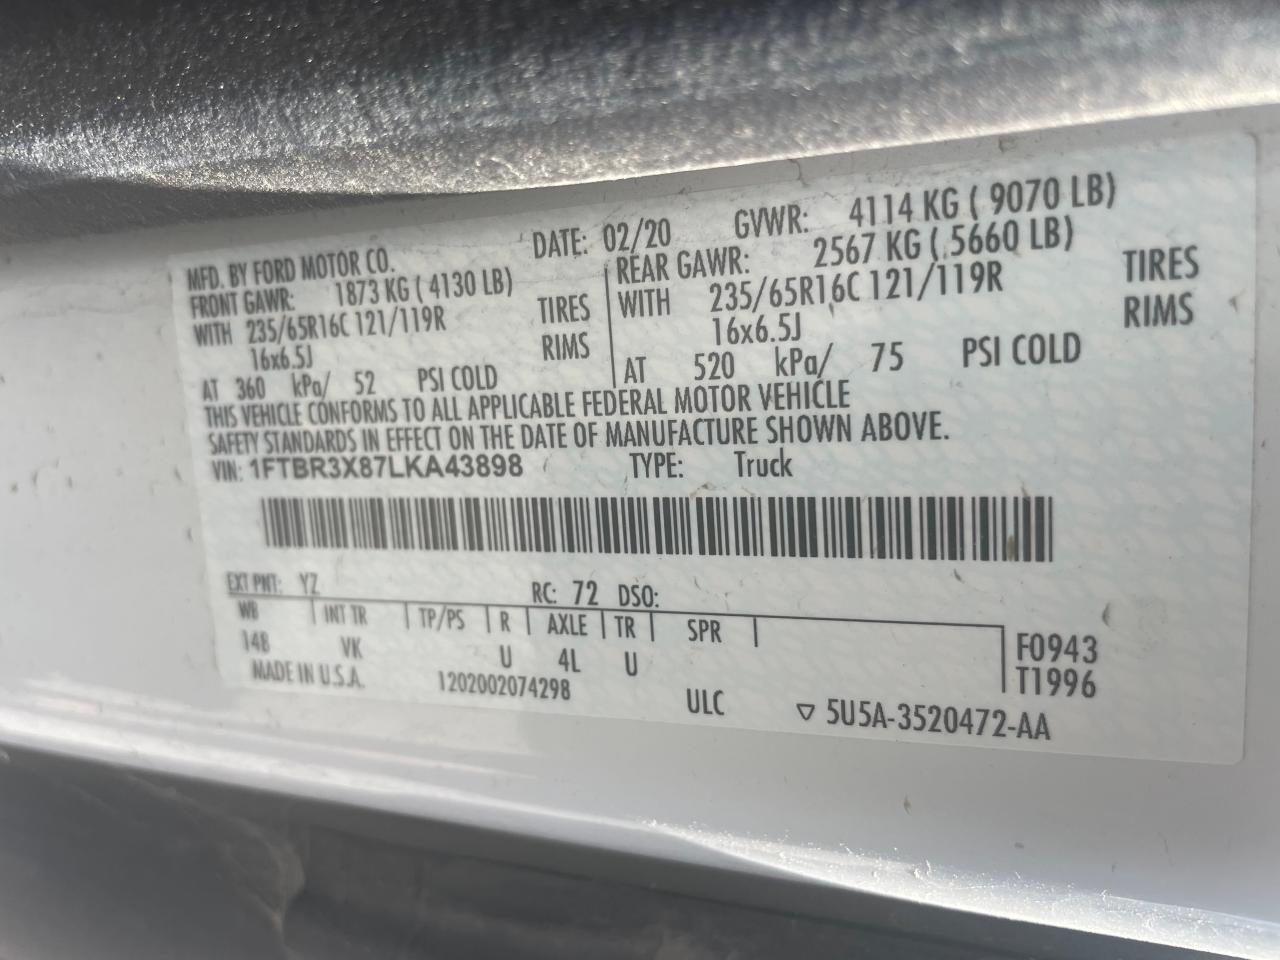 MFD. BY FORD MOTOR CO. DATE: 02/20 GVWR: 4114 KG ( 9070 LB)
FRONT GAWR: 1873 KG ( 4130 LB) REAR GAWR: 2567 KG ( 5660 LB)
WITH 235/65R16C 121/119R TIRES WITH 235/65R16C 121/119R TIRES
16x6.5J RIMS 16x6.5J RIMS
AT 360 kPa/ 52 PSI COLD AT 520 kPa/ 75 PSI COLD
THIS VEHICLE CONFORMS TO ALL APPLICABLE FEDERAL MOTOR VEHICLE
SAFETY STANDARDS IN EFFECT ON THE DATE OF MANUFACTURE SHOWN ABOVE.
VIN: 1FTBR3X87LKA43898 TYPE: Truck
EXT PNT: YZ RC: 72 DSO:
WB INT TR TP/PS R AXLE TR SPR F0943
148 VK U 4L U T1996
MADE IN U.S.A. 1202002074298 ULC ▽ 5U5A-3520472-AA